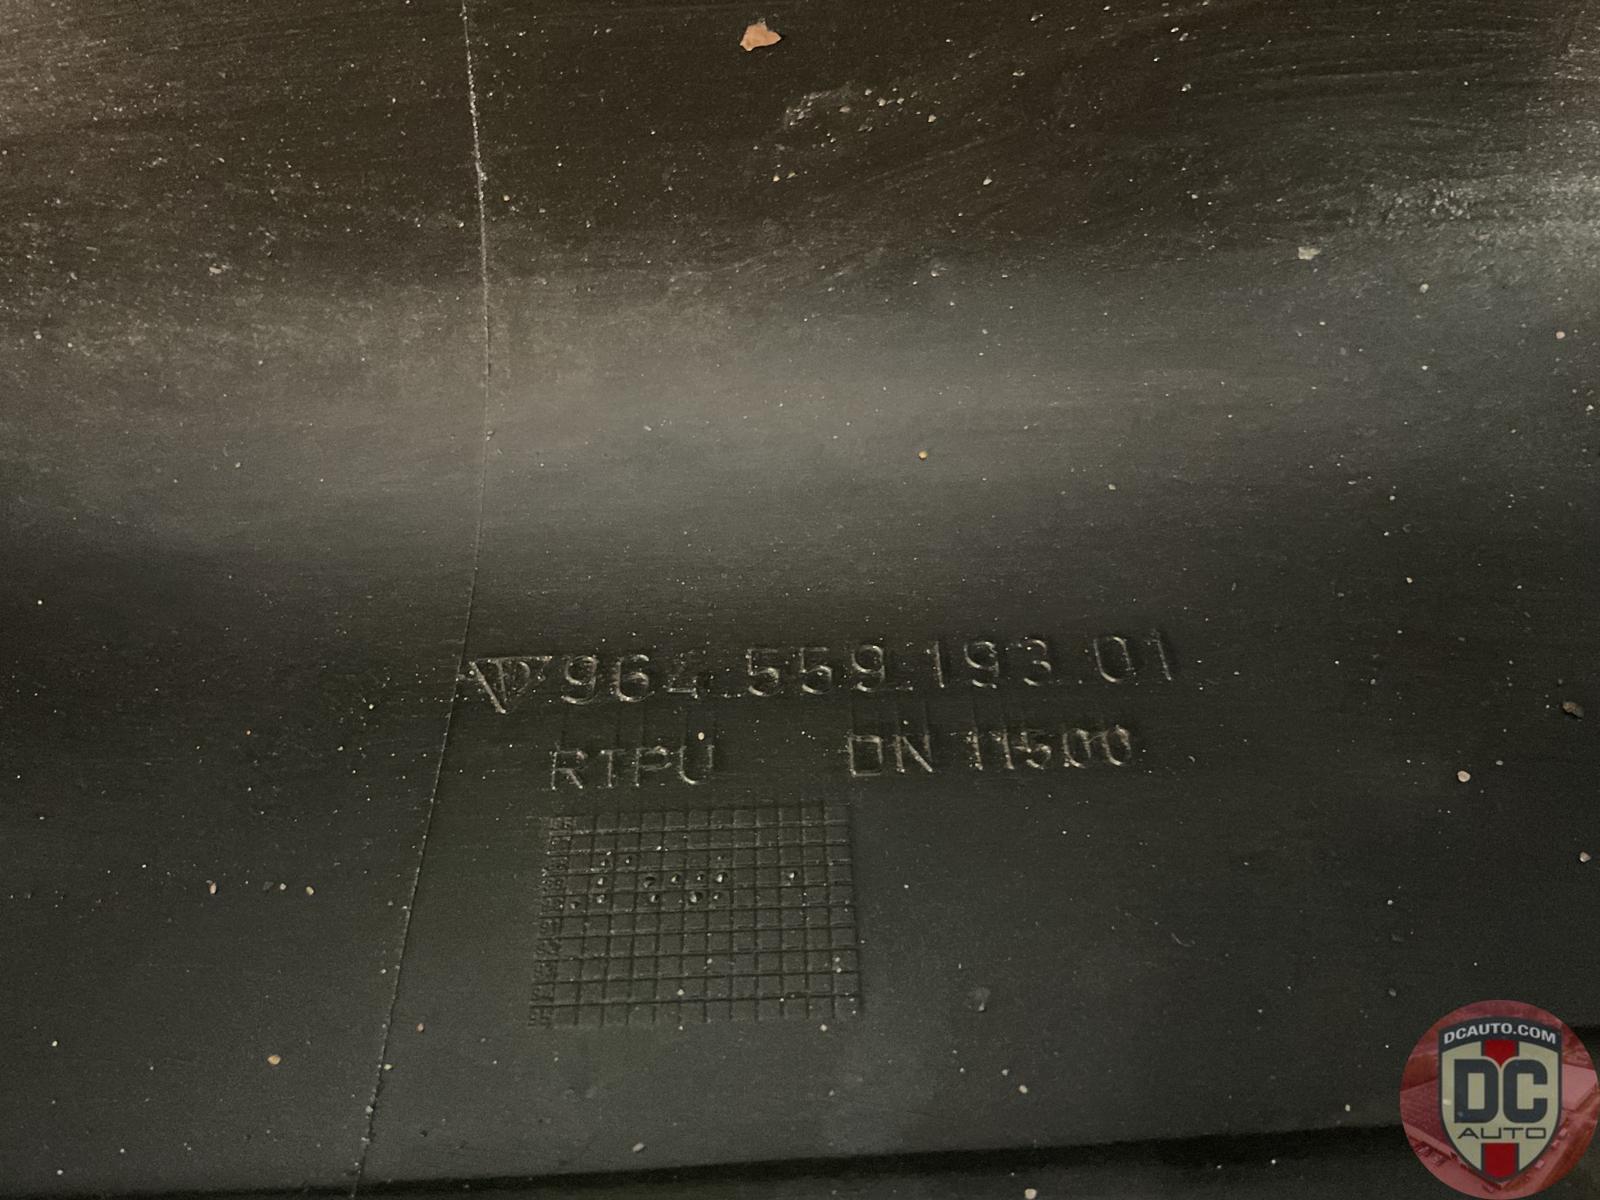 964.559.193.01
RTPU DN 11500
DCAUTO.COM
DC
AUTO